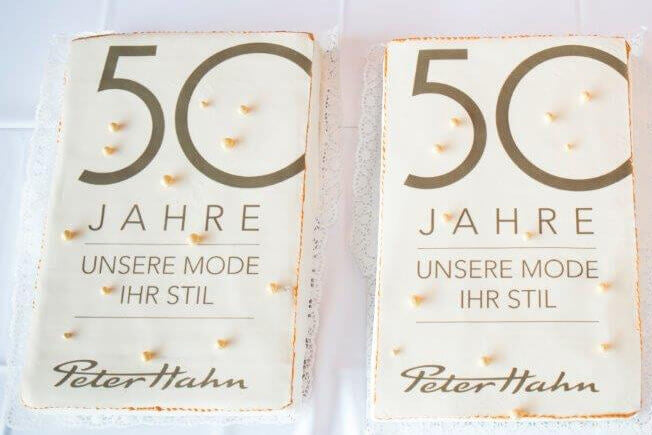 50
JAHRE
UNSERE MODE
IHR STIL
Peter Hahn
50
JAHRE
UNSERE MODE
IHR STIL
Peter Hahn